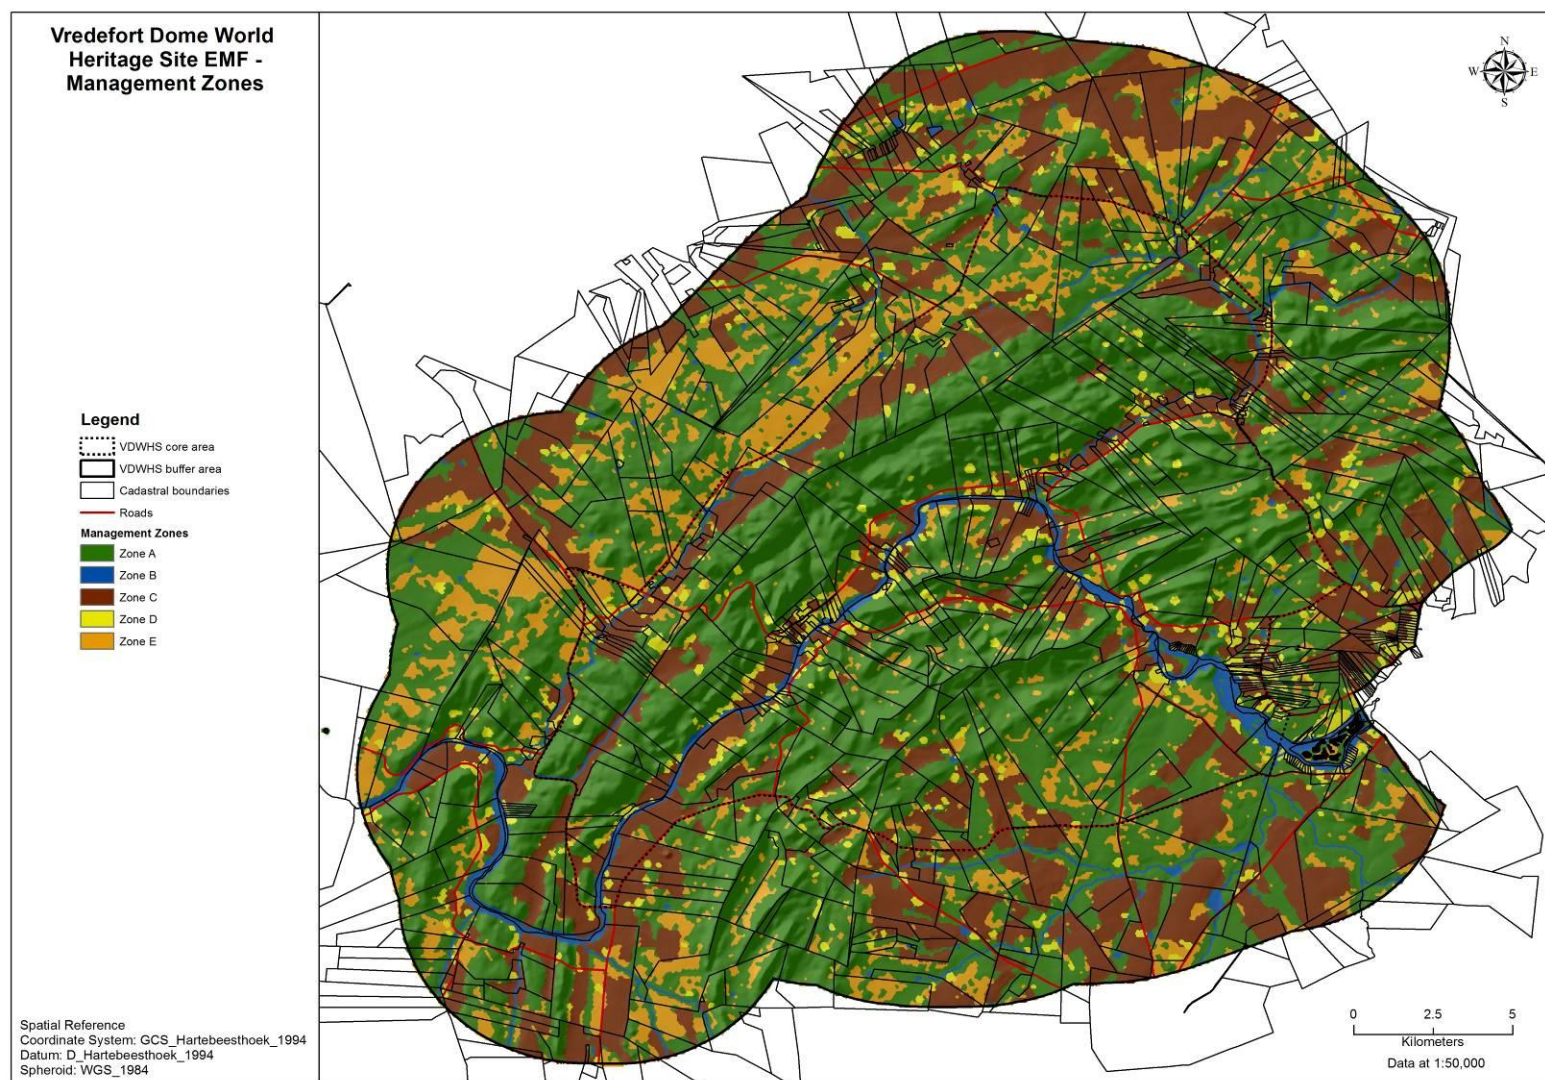 Vredefort Dome World
Heritage Site EMF -
Management Zones
N
W E
S
Legend
VDWHS core area
VDWHS buffer area
Cadastral boundaries
Roads
Management Zones
Zone A
Zone B
Zone C
Zone D
Zone E
Spatial Reference
Coordinate System: GCS_Hartebeesthoek_1994
Datum: D_Hartebeesthoek_1994
Spheroid: WGS_1984
0 2.5 5
Kilometers
Data at 1:50,000